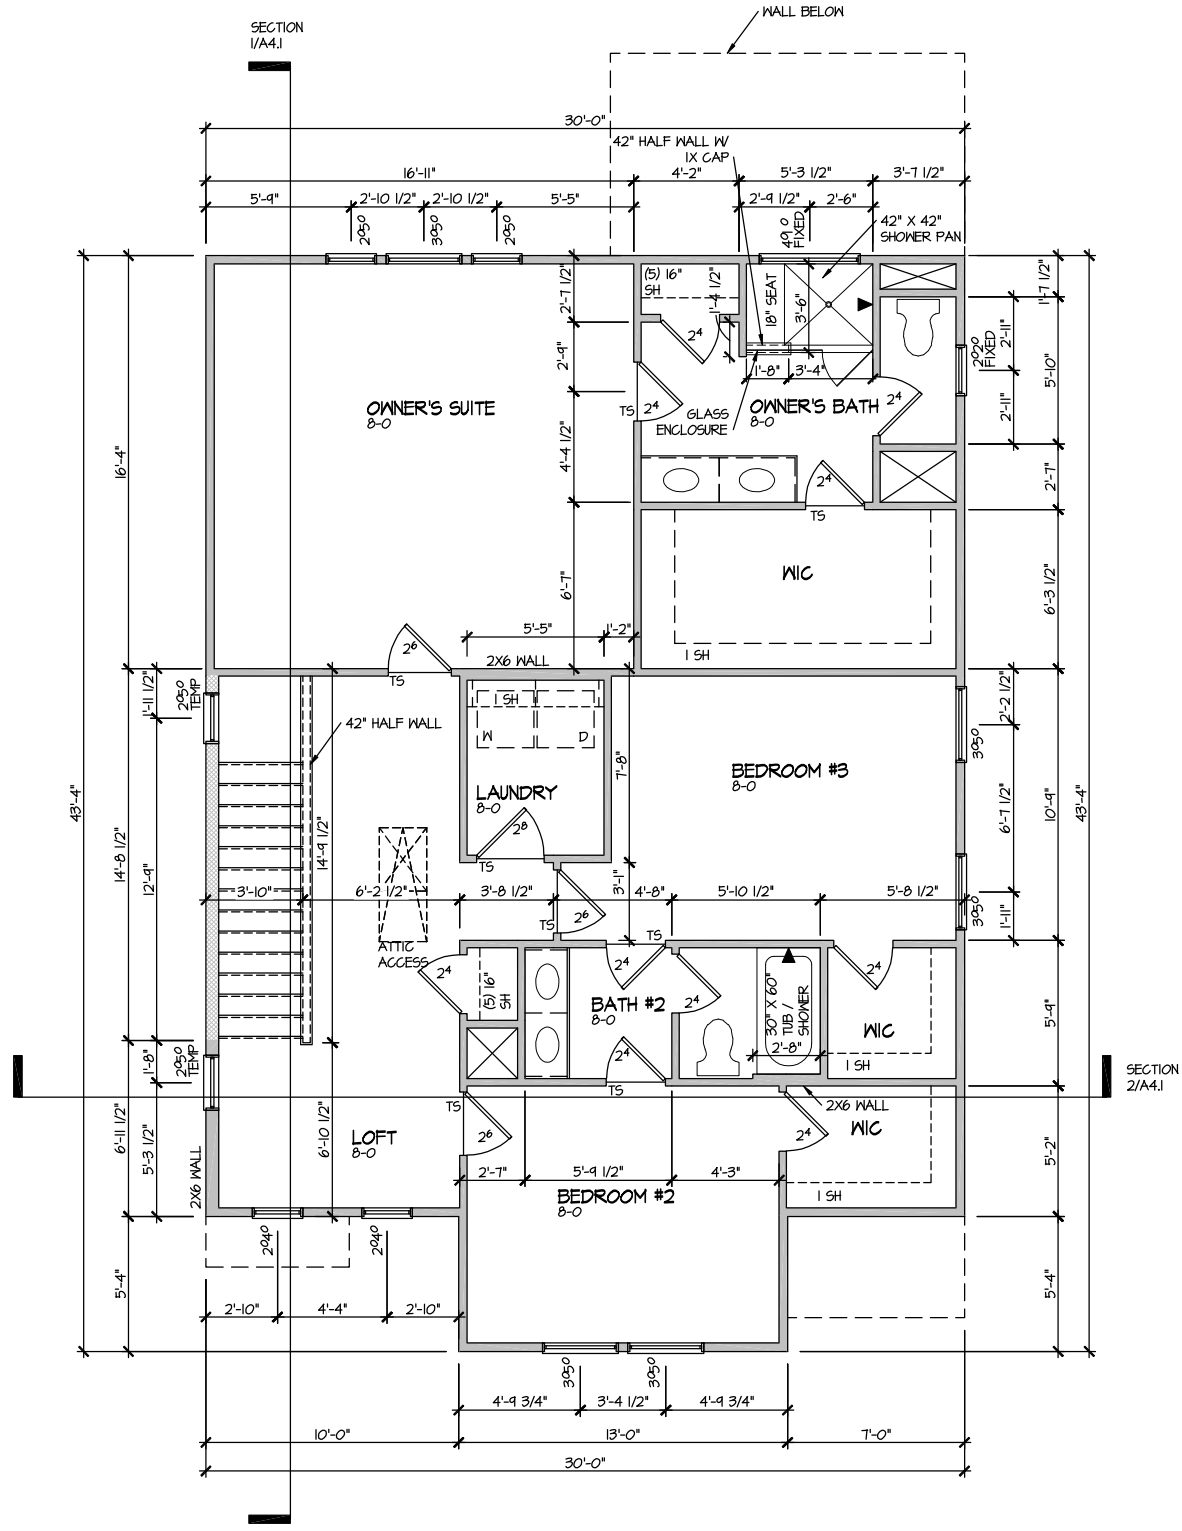 WALL BELOW
SECTION
1/A4.1
30'-0"
42" HALF WALL W/
1X CAP
16'-11"
4'-2"
5'-3 1/2"
3'-7 1/2"
5'-9"
2'-10 1/2"
2'-10 1/2"
5'-5"
2'-9 1/2"
2'-6"
2050
3050
2050
4010
FIXED
42" X 42"
SHOWER PAN
(5) 16"
SH
1'-4 1/2"
18" SEAT
3'-6"
2'-7 1/2"
1'-7 1/2"
24
2'-11"
2020
FIXED
5'-10"
2'-9"
1'-8"
3'-4"
OWNER'S SUITE
8-0
TS
24
GLASS
ENCLOSURE
OWNER'S BATH
8-0
24
2'-11"
16'-4"
4'-4 1/2"
24
TS
2'-7"
WIC
6'-7"
6'-3 1/2"
5'-5"
1'-2"
1 SH
26
TS
2X6 WALL
1'-11 1/2"
2050
TEMP
42" HALF WALL
1 SH
W
D
2'-2 1/2"
3050
7'-8"
BEDROOM #3
8-0
LAUNDRY
8-0
28
TS
43'-4"
14'-8 1/2"
12'-9"
14'-9 1/2"
6'-7 1/2"
10'-9"
43'-4"
3'-10"
6'-2 1/2"
3'-8 1/2"
3'-1"
4'-8"
5'-10 1/2"
5'-8 1/2"
3050
1'-11"
TS
26
TS
ATTIC
ACCESS
24
(5) 16"
SH
24
BATH #2
8-0
24
30" X 60"
TUB /
SHOWER
24
WIC
5'-9"
2'-8"
1 SH
24
TS
1'-8"
2050
TEMP
SECTION
2/A4.1
TS
2X6 WALL
6'-11 1/2"
5'-3 1/2"
6'-10 1/2"
LOFT
8-0
26
24
WIC
5'-2"
2X6 WALL
2'-7"
5'-9 1/2"
4'-3"
BEDROOM #2
8-0
1 SH
2040
2040
5'-4"
5'-4"
2'-10"
4'-4"
2'-10"
3050
3050
4'-9 3/4"
3'-4 1/2"
4'-9 3/4"
10'-0"
13'-0"
7'-0"
30'-0"